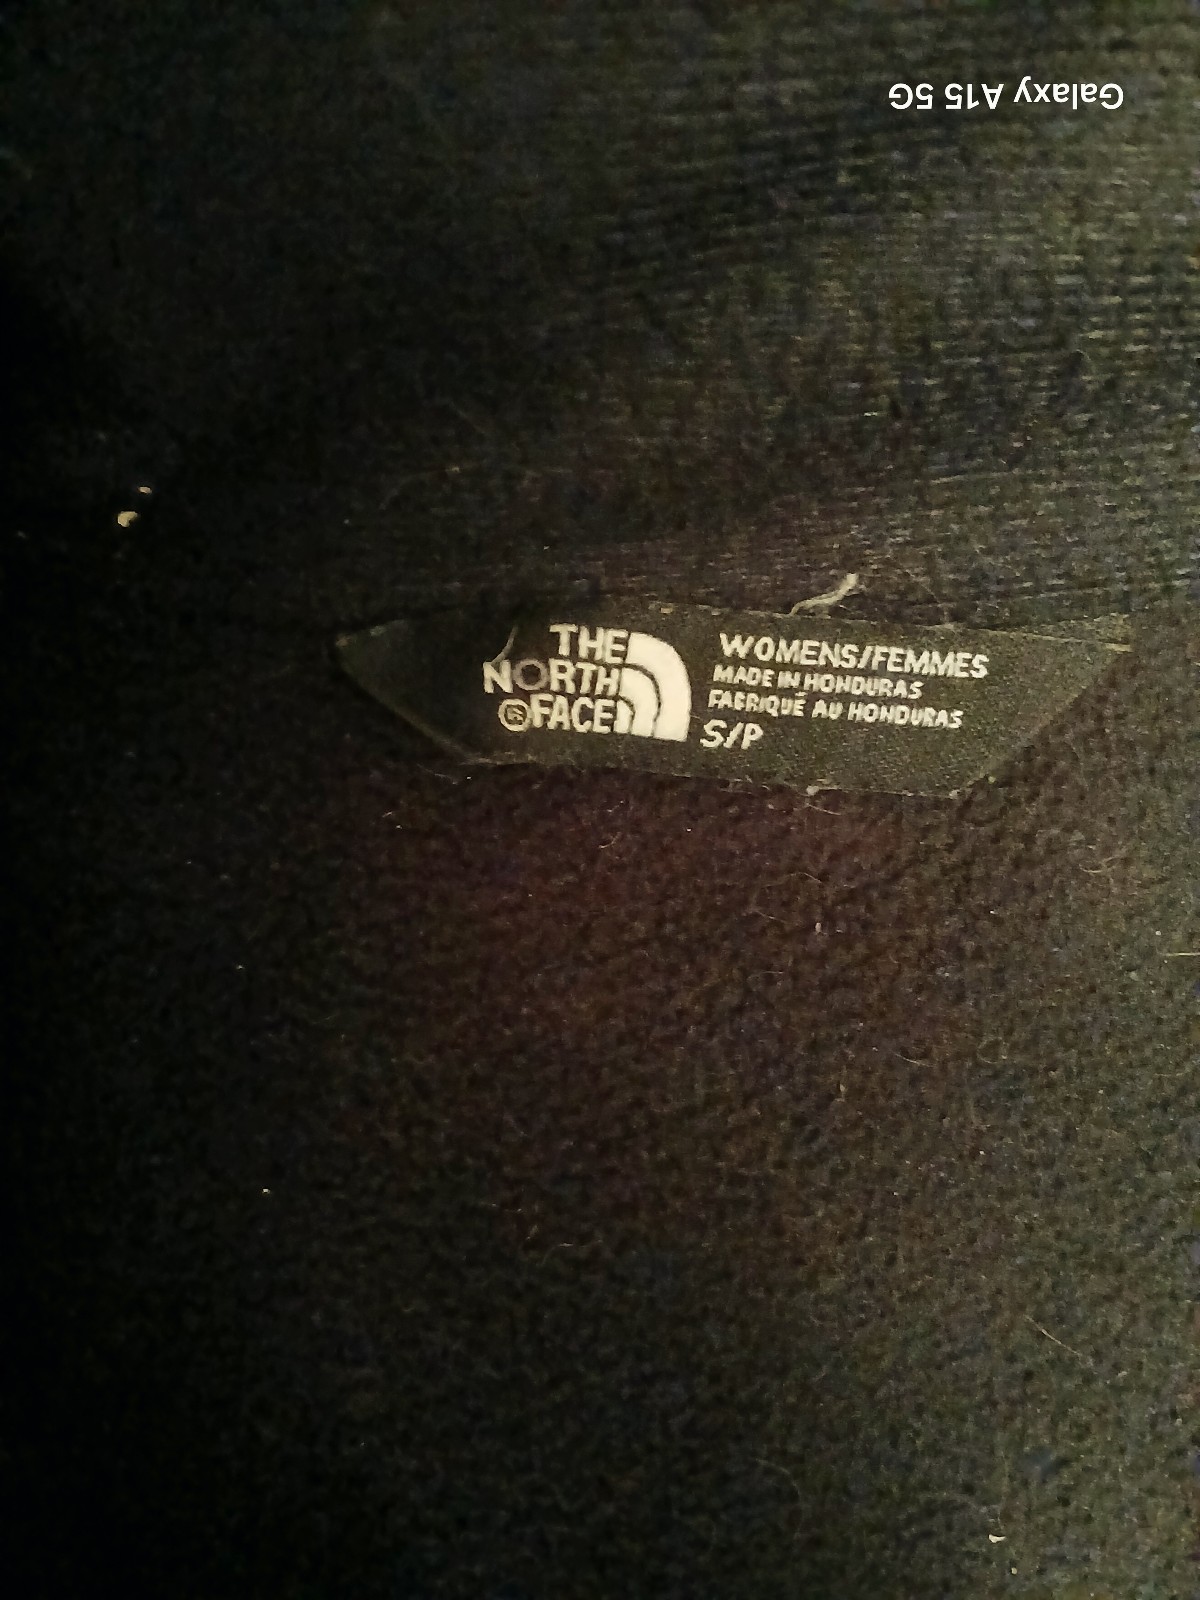 Galaxy A15 5G
THE
NORTH
®FACE
WOMENS/FEMMES
MADE IN HONDURAS
FABRIQUÉ AU HONDURAS
S/P